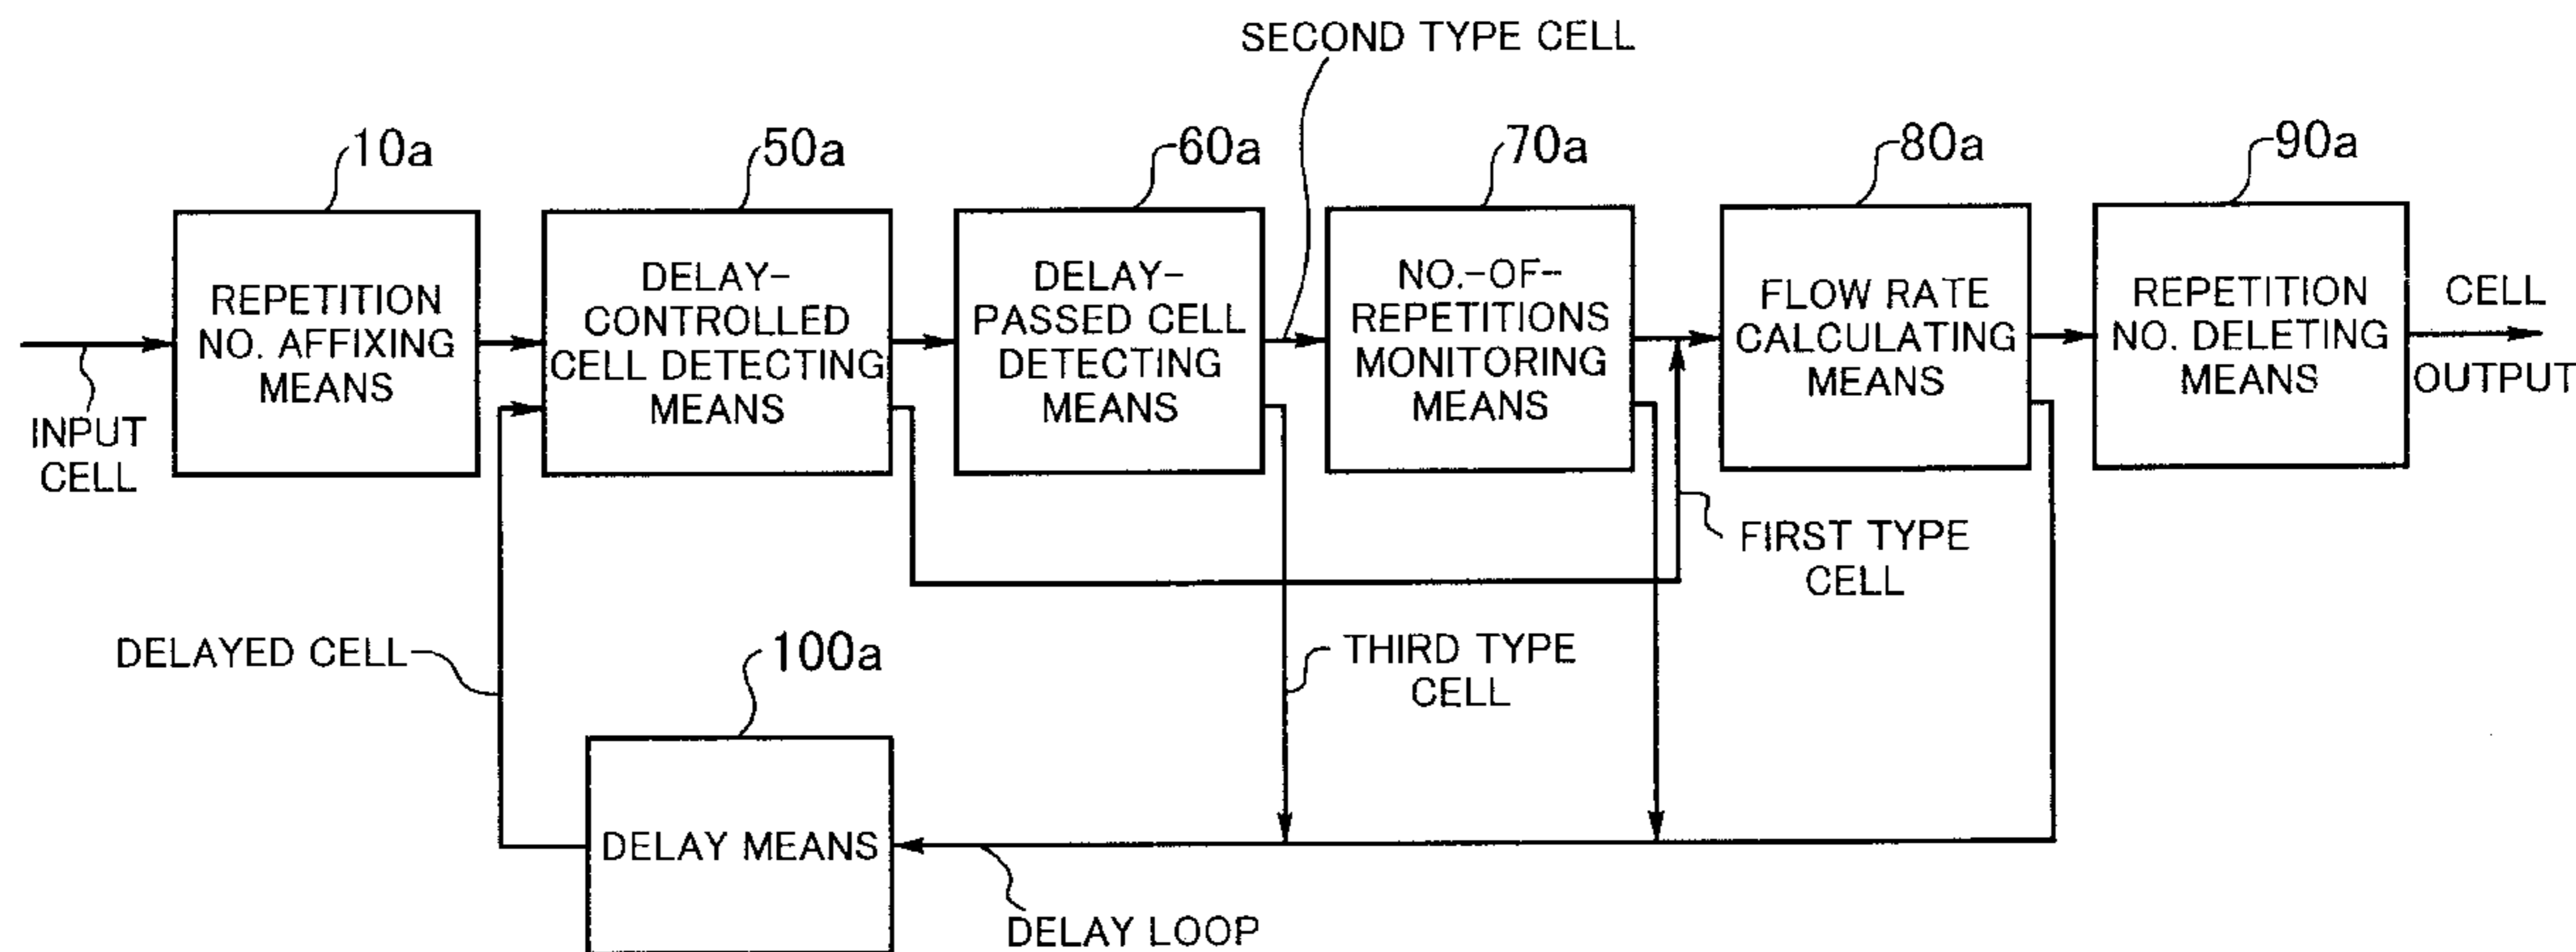 SECOND TYPE CELL
10a
50a
60a
70a
80a
90a
REPETITION
NO. AFFIXING
MEANS
DELAY-
CONTROLLED
CELL DETECTING
MEANS
DELAY-
PASSED CELL
DETECTING
MEANS
NO.-OF-
REPETITIONS
MONITORING
MEANS
FLOW RATE
CALCULATING
MEANS
REPETITION
NO. DELETING
MEANS
CELL
OUTPUT
INPUT
CELL
FIRST TYPE
CELL
DELAYED CELL
100a
THIRD TYPE
CELL
DELAY MEANS
DELAY LOOP